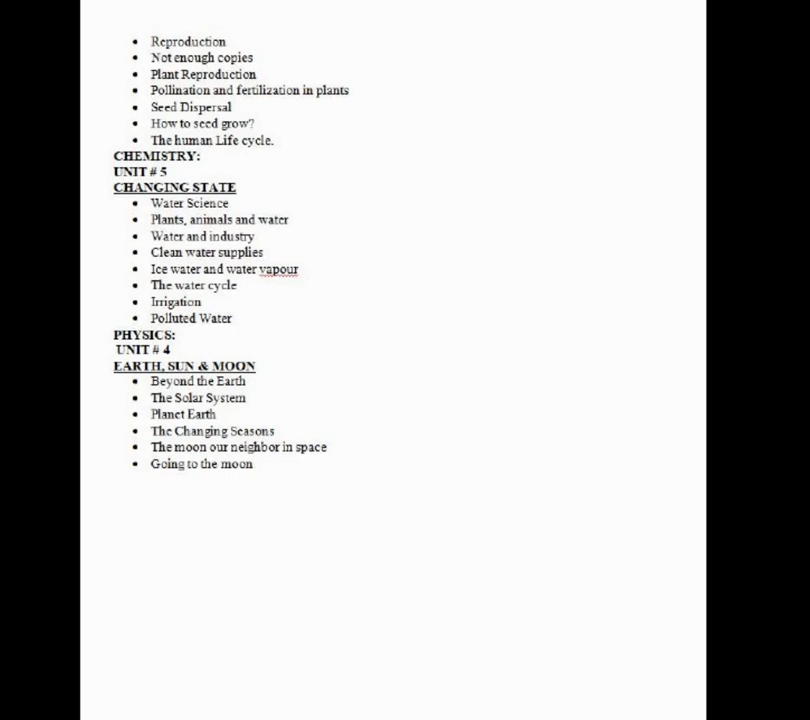 • Reproduction
• Not enough copies
• Plant Reproduction
• Pollination and fertilization in plants
• Seed Dispersal
• How to seed grow?
• The human Life cycle.
CHEMISTRY:
UNIT # 5
CHANGING STATE
• Water Science
• Plants, animals and water
• Water and industry
• Clean water supplies
• Ice water and water vapour
• The water cycle
• Irrigation
• Polluted Water
PHYSICS:
UNIT # 4
EARTH, SUN & MOON
• Beyond the Earth
• The Solar System
• Planet Earth
• The Changing Seasons
• The moon our neighbor in space
• Going to the moon